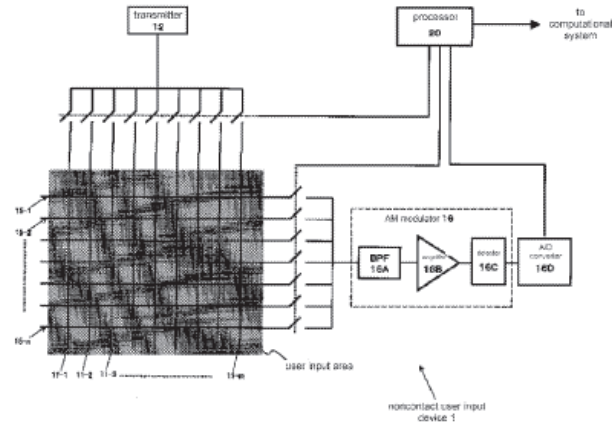 transmitter
12
processor
20
to
computational
system
15-1
15-2
AM modulator 16
BPF
16A
amplifier
16B
detector
16C
A/D
converter
16D
15-n
11-1
11-2
11-3
11-m
user input area
noncontact user input
device 1